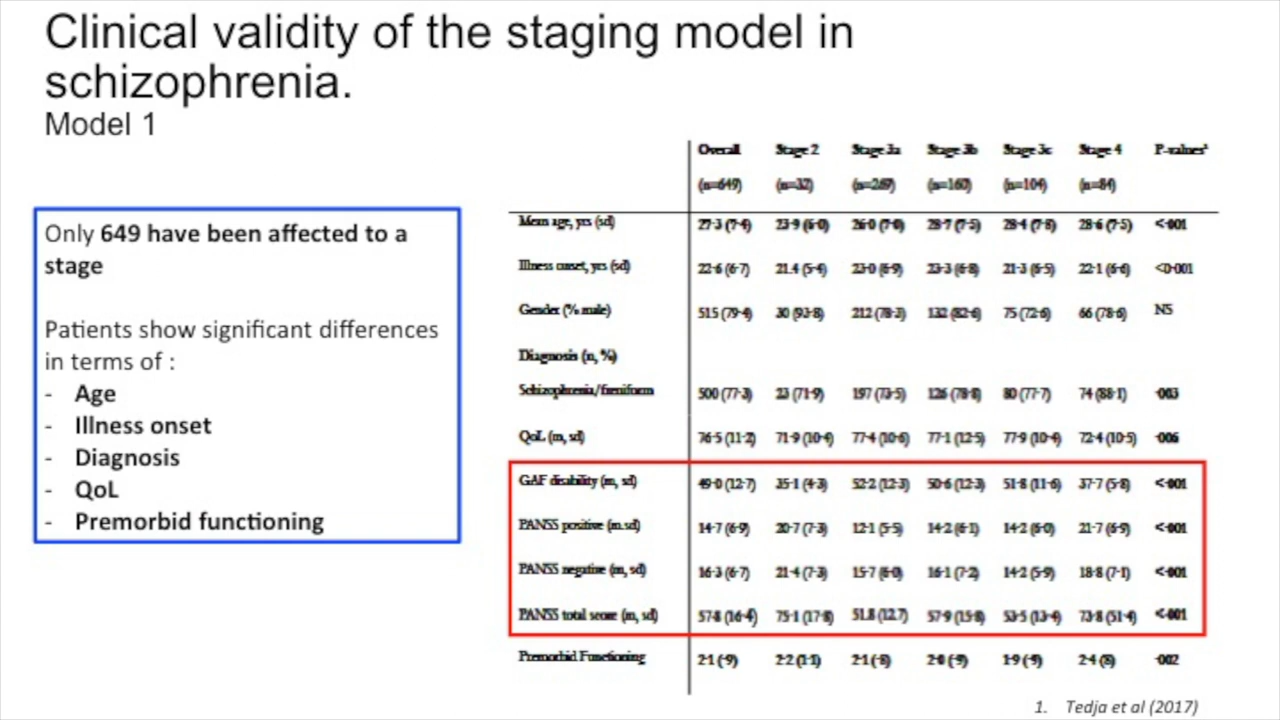 Clinical validity of the staging model in
schizophrenia.
Model 1
Only 649 have been affected to a
stage
Patients show significant differences
in terms of :
- Age
- Illness onset
- Diagnosis
- QoL
- Premorbid functioning
Overall Stage 2 Stage 3a Stage 3b Stage 3c Stage 4 P-values¹
(n=649) (n=32) (n=269) (n=160) (n=104) (n=84)
Mean age, yrs (sd) 27·3 (7·4) 23·9 (6·0) 26·0 (7·0) 28·7 (7·5) 28·4 (7·8) 28·6 (7·5) <·001
Illness onset, yrs (sd) 22·6 (6·7) 21.4 (5·4) 23·0 (6·9) 23·3 (6·8) 21·3 (6·5) 22·1 (6·6) <0·001
Gender (% male) 515 (79·4) 30 (93·8) 212 (78·3) 132 (82·6) 75 (72·6) 66 (78·6) NS
Diagnosis (n, %)
Schizophrenia/freniform 500 (77·3) 23 (71·9) 197 (73·5) 126 (78·8) 80 (77·7) 74 (88·1) ·003
QoL (m, sd) 76·5 (11·2) 71·9 (10·4) 77·4 (10·6) 77·1 (12·5) 77·9 (10·4) 72·4 (10·5) ·006
GAF disability (m, sd) 49·0 (12·7) 35·1 (4·3) 52·2 (12·3) 50·6 (12·3) 51·8 (11·6) 37·7 (5·8) <·001
PANSS positive (m.sd) 14·7 (6·9) 20·7 (7·3) 12·1 (5·5) 14·2 (6·1) 14·2 (6·0) 21·7 (6·9) <·001
PANSS negative (m, sd) 16·3 (6·7) 21·4 (7·3) 15·7 (6·0) 16·1 (7·2) 14·2 (5·9) 18·8 (7·1) <·001
PANSS total score (m, sd) 57·8 (16·4) 75·1 (17·8) 51.8 (12.7) 57·9 (15·8) 53·5 (13·4) 73·8 (51·4) <·001
Premorbid Functioning 2·1 (·9) 2·2 (1·1) 2·1 (·8) 2·0 (·9) 1·9 (·9) 2·4 (8) ·002
1. Tedja et al (2017)